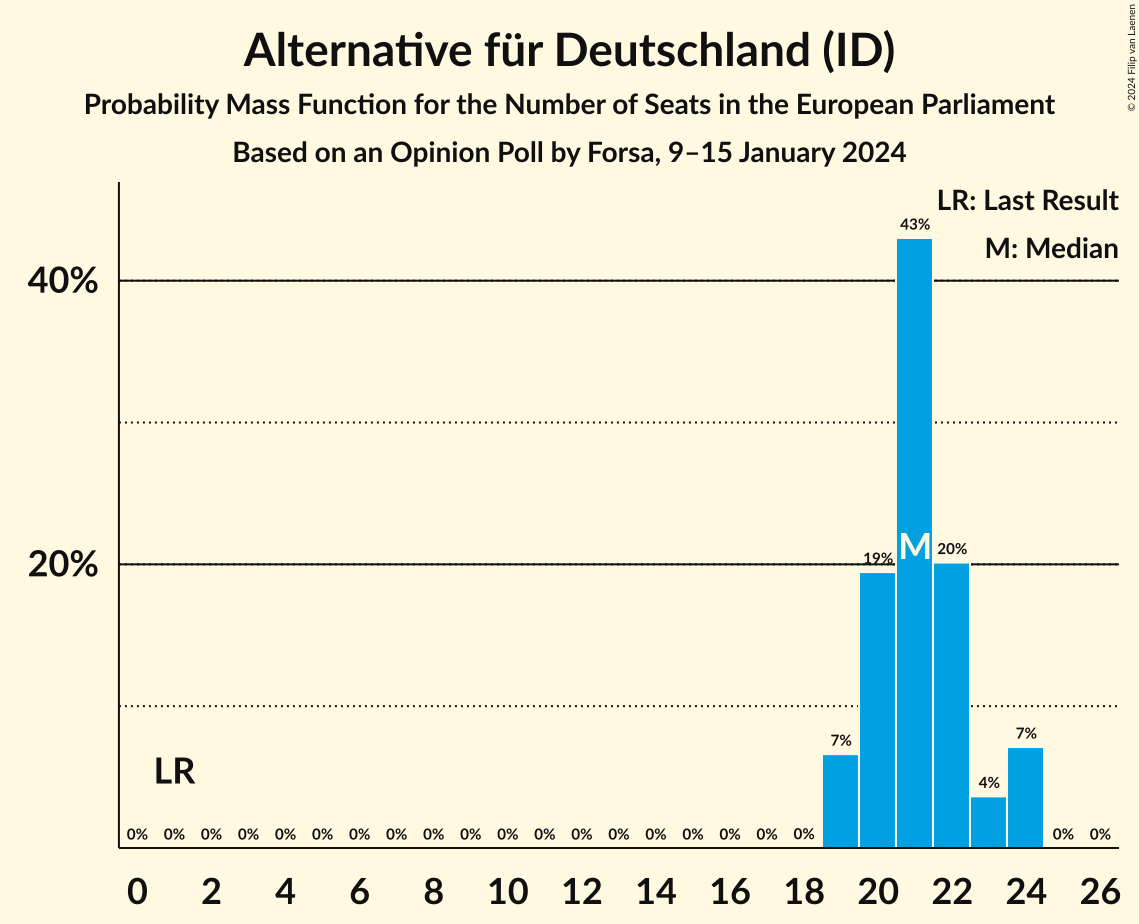 Alternative für Deutschland (ID)
Probability Mass Function for the Number of Seats in the European Parliament
Based on an Opinion Poll by Forsa, 9–15 January 2024
© 2024 Filip van Laenen
LR: Last Result
M: Median
43%
40%
20%
19%
M
20%
7%
4%
7%
LR
0% 0% 0% 0% 0% 0% 0% 0% 0% 0% 0% 0% 0% 0% 0% 0% 0% 0% 0% 0% 0%
0 2 4 6 8 10 12 14 16 18 20 22 24 26